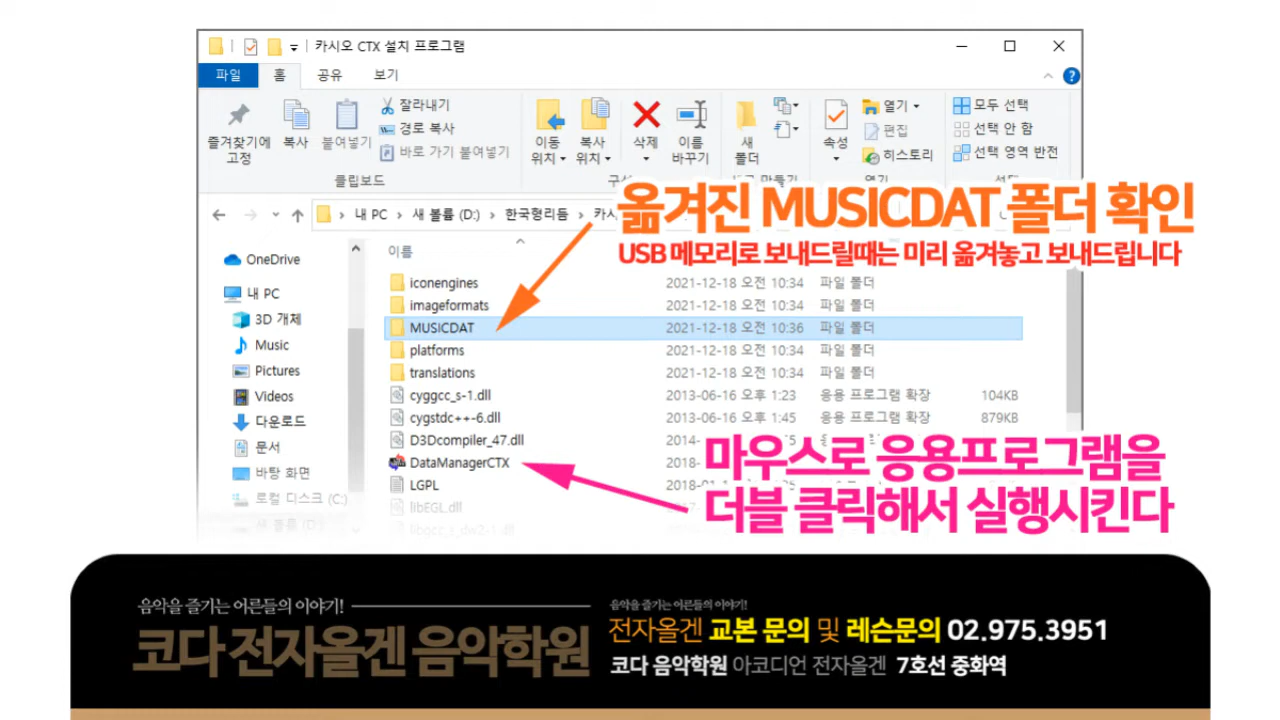 카시오 CTX 설치 프로그램
파일 홈 공유 보기
즐겨찾기에 고정
복사
붙여넣기
잘라내기
경로 복사
바로 가기 붙여넣기
클립보드
이동 위치
복사 위치
삭제
이름 바꾸기
새 폴더
속성
열기
편집
히스토리
모두 선택
선택 안 함
선택 영역 반전
내 PC > 새 볼륨 (D:) > 한국형리듬 >
옮겨진 MUSICDAT 폴더 확인
USB 메모리로 보내드릴때는 미리 옮겨놓고 보내드립니다
OneDrive
내 PC
3D 개체
Music
Pictures
Videos
다운로드
문서
바탕 화면
로컬 디스크 (C:)
새 볼륨 (D:)
이름
iconengines 2021-12-18 오전 10:34 파일 폴더
imageformats 2021-12-18 오전 10:34 파일 폴더
MUSICDAT 2021-12-18 오전 10:36 파일 폴더
platforms 2021-12-18 오전 10:34 파일 폴더
translations 2021-12-18 오전 10:34 파일 폴더
cyggcc_s-1.dll 2013-06-16 오후 1:23 응용 프로그램 확장 104KB
cygstdc++-6.dll 2013-06-16 오후 1:45 응용 프로그램 확장 879KB
D3Dcompiler_47.dll 2014-
DataManagerCTX 2018-
LGPL
libEGL.dll
libgcc_s_dw2-1.dll
마우스로 응용프로그램을
더블 클릭해서 실행시킨다
음악을 즐기는 어른들의 이야기!
코다 전자올겐 음악학원
음악을 즐기는 어른들의 이야기!
전자올겐 교본 문의 및 레슨문의 02.975.3951
코다 음악학원 아코디언 전자올겐 7호선 중화역